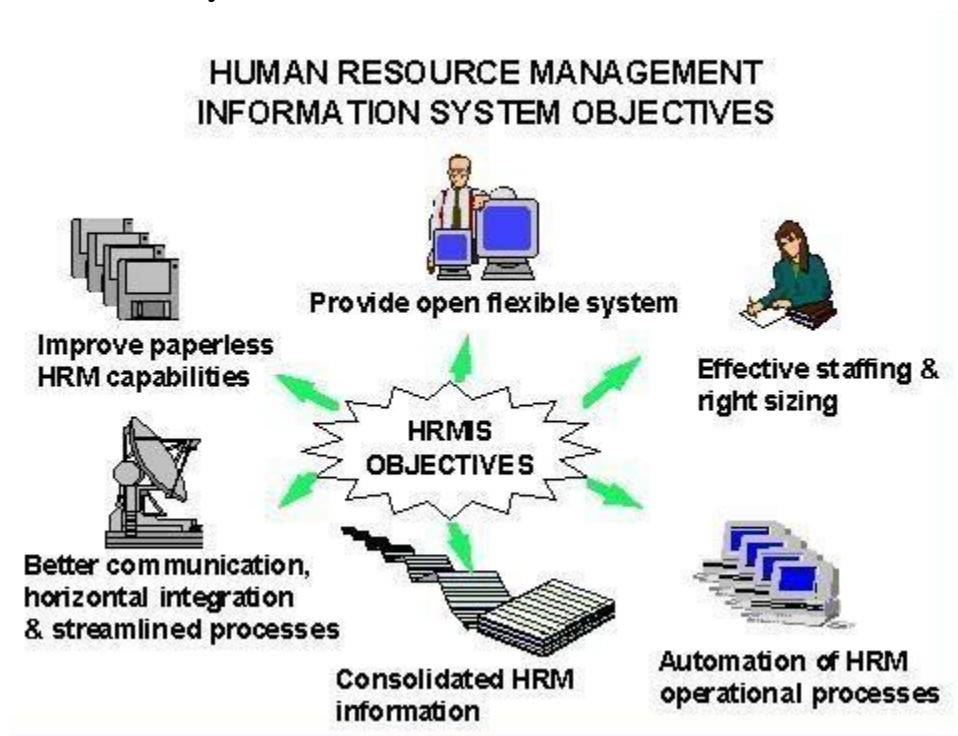 HUMAN RESOURCE MANAGEMENT
INFORMATION SYSTEM OBJECTIVES
Provide open flexible system
Improve paperless
HRM capabilities
Effective staffing &
right sizing
HRMIS
OBJECTIVES
Better communication,
horizontal integration
& streamlined processes
Consolidated HRM
information
Automation of HRM
operational processes